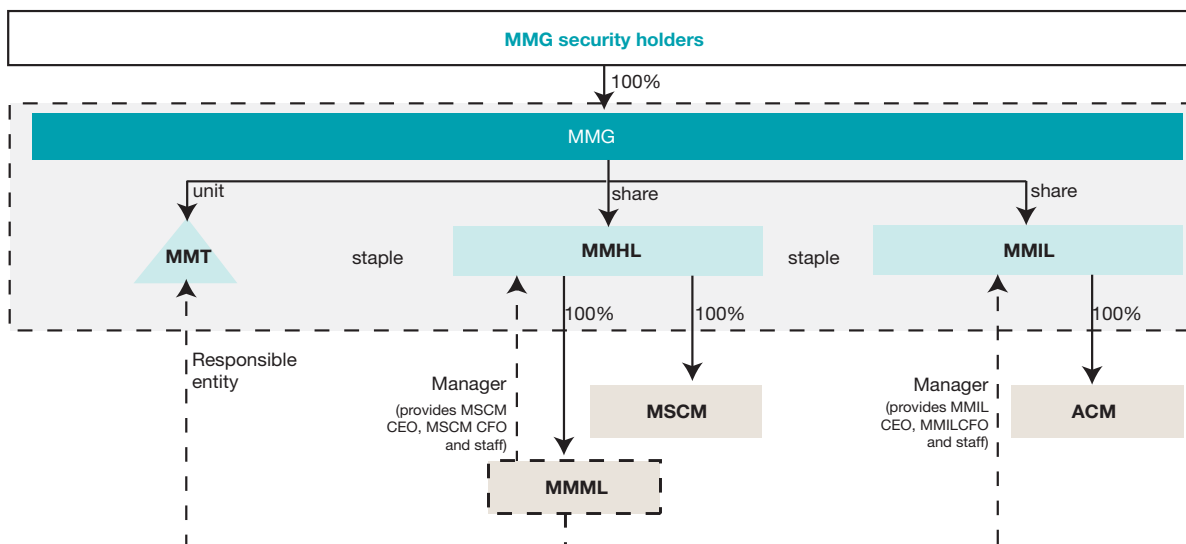 MMG security holders
100%
MMG
unit
share
share
MMT
staple
MMHL
staple
MMIL
100%
100%
100%
Responsible
entity
Manager
(provides MSCM
CEO, MSCM CFO
and staff)
MSCM
Manager
(provides MMIL
CEO, MMILCFO
and staff)
ACM
MMML